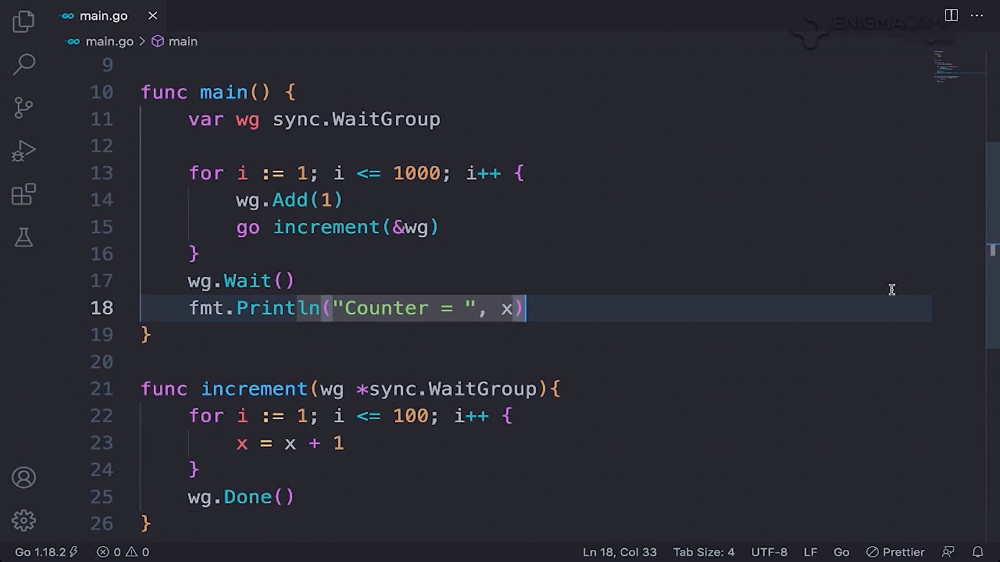 GO main.go
ENIGMACAMP
GO main.go > main
9
10 func main() {
11 var wg sync.WaitGroup
12
13 for i := 1; i <= 1000; i++ {
14 wg.Add(1)
15 go increment(&wg)
16 }
17 wg.Wait()
18 fmt.Println("Counter = ", x)
19 }
20
21 func increment(wg *sync.WaitGroup){
22 for i := 1; i <= 100; i++ {
23 x = x + 1
24 }
25 wg.Done()
26 }
Go 1.18.2 0 0 Ln 18, Col 33 Tab Size: 4 UTF-8 LF Go Prettier